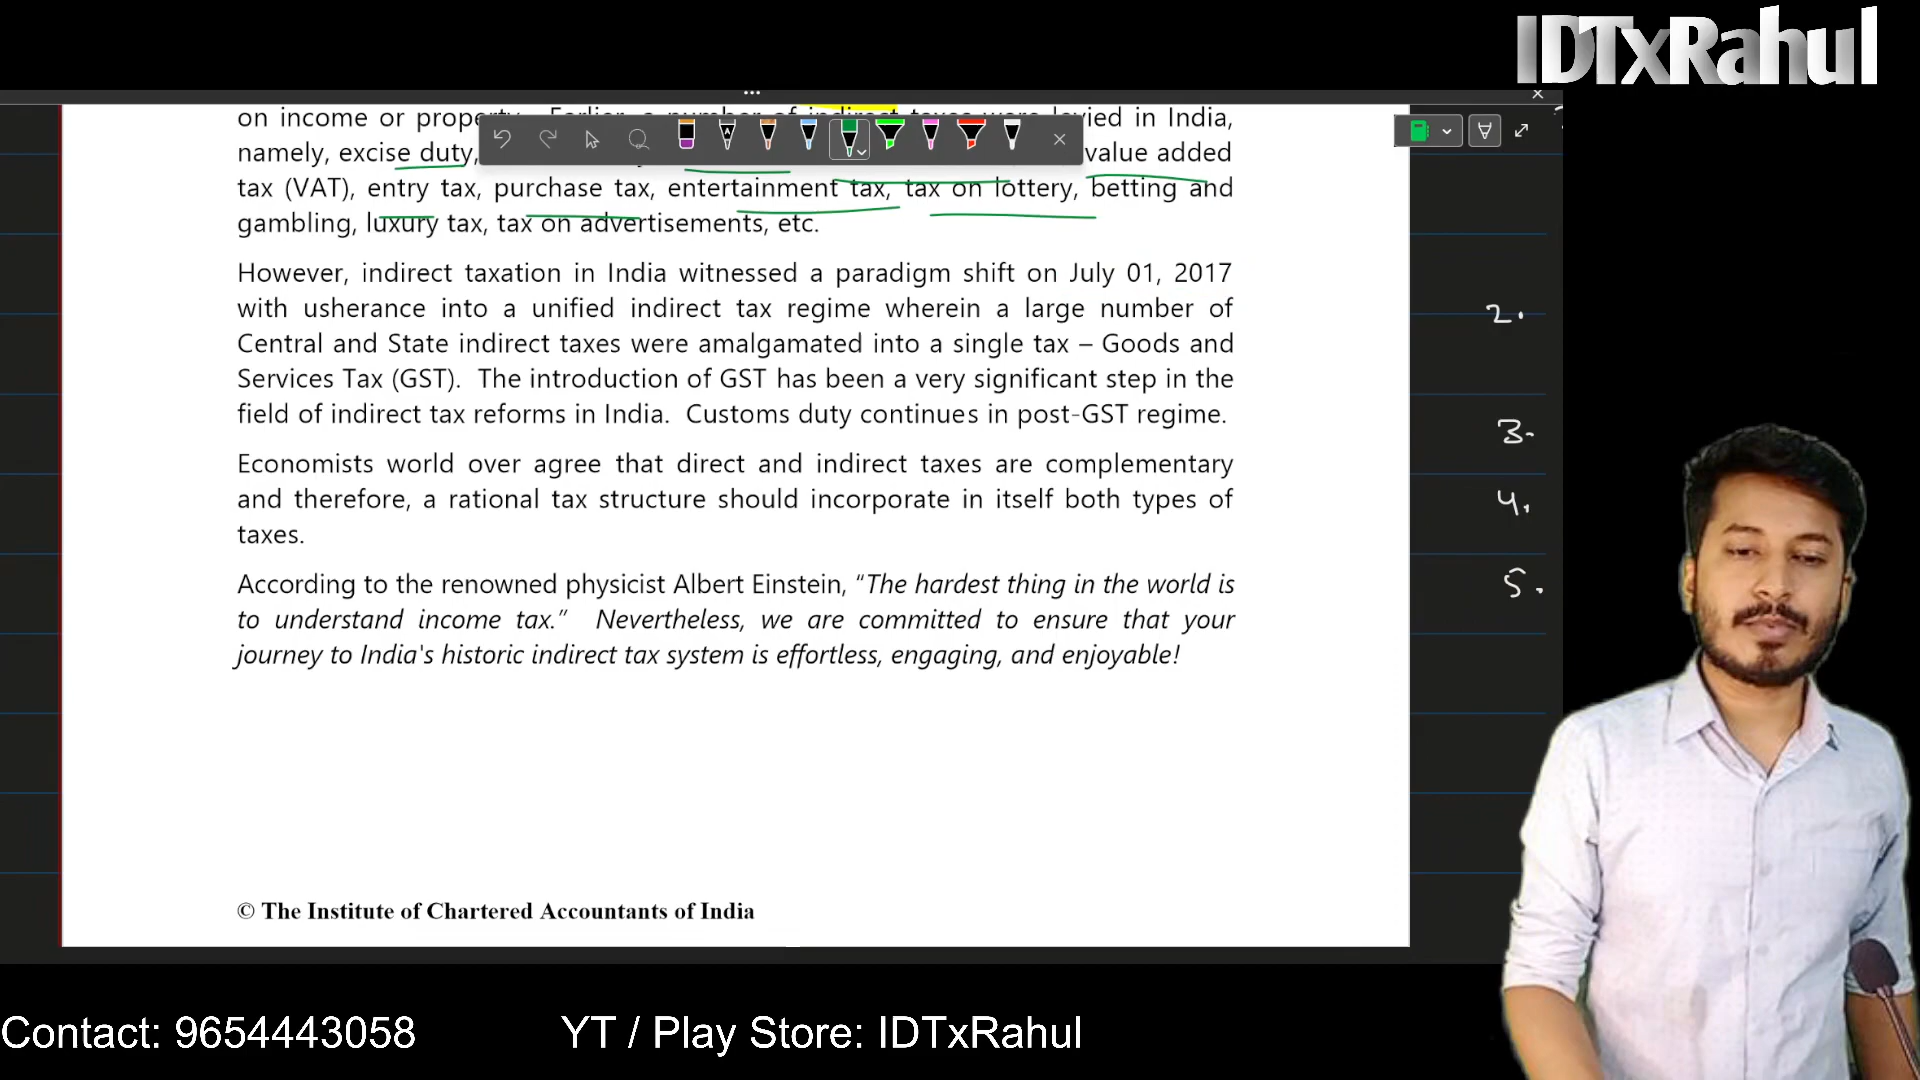 IDTxRahul
on income or property. Earlier, a number of indirect taxes were levied in India,
namely, excise duty, value added
tax (VAT), entry tax, purchase tax, entertainment tax, tax on lottery, betting and
gambling, luxury tax, tax on advertisements, etc.
However, indirect taxation in India witnessed a paradigm shift on July 01, 2017
with usherance into a unified indirect tax regime wherein a large number of
Central and State indirect taxes were amalgamated into a single tax – Goods and
Services Tax (GST). The introduction of GST has been a very significant step in the
field of indirect tax reforms in India. Customs duty continues in post-GST regime.
Economists world over agree that direct and indirect taxes are complementary
and therefore, a rational tax structure should incorporate in itself both types of
taxes.
According to the renowned physicist Albert Einstein, “The hardest thing in the world is
to understand income tax.” Nevertheless, we are committed to ensure that your
journey to India's historic indirect tax system is effortless, engaging, and enjoyable!
© The Institute of Chartered Accountants of India
2.
3.
4.
5.
Contact: 9654443058 YT / Play Store: IDTxRahul